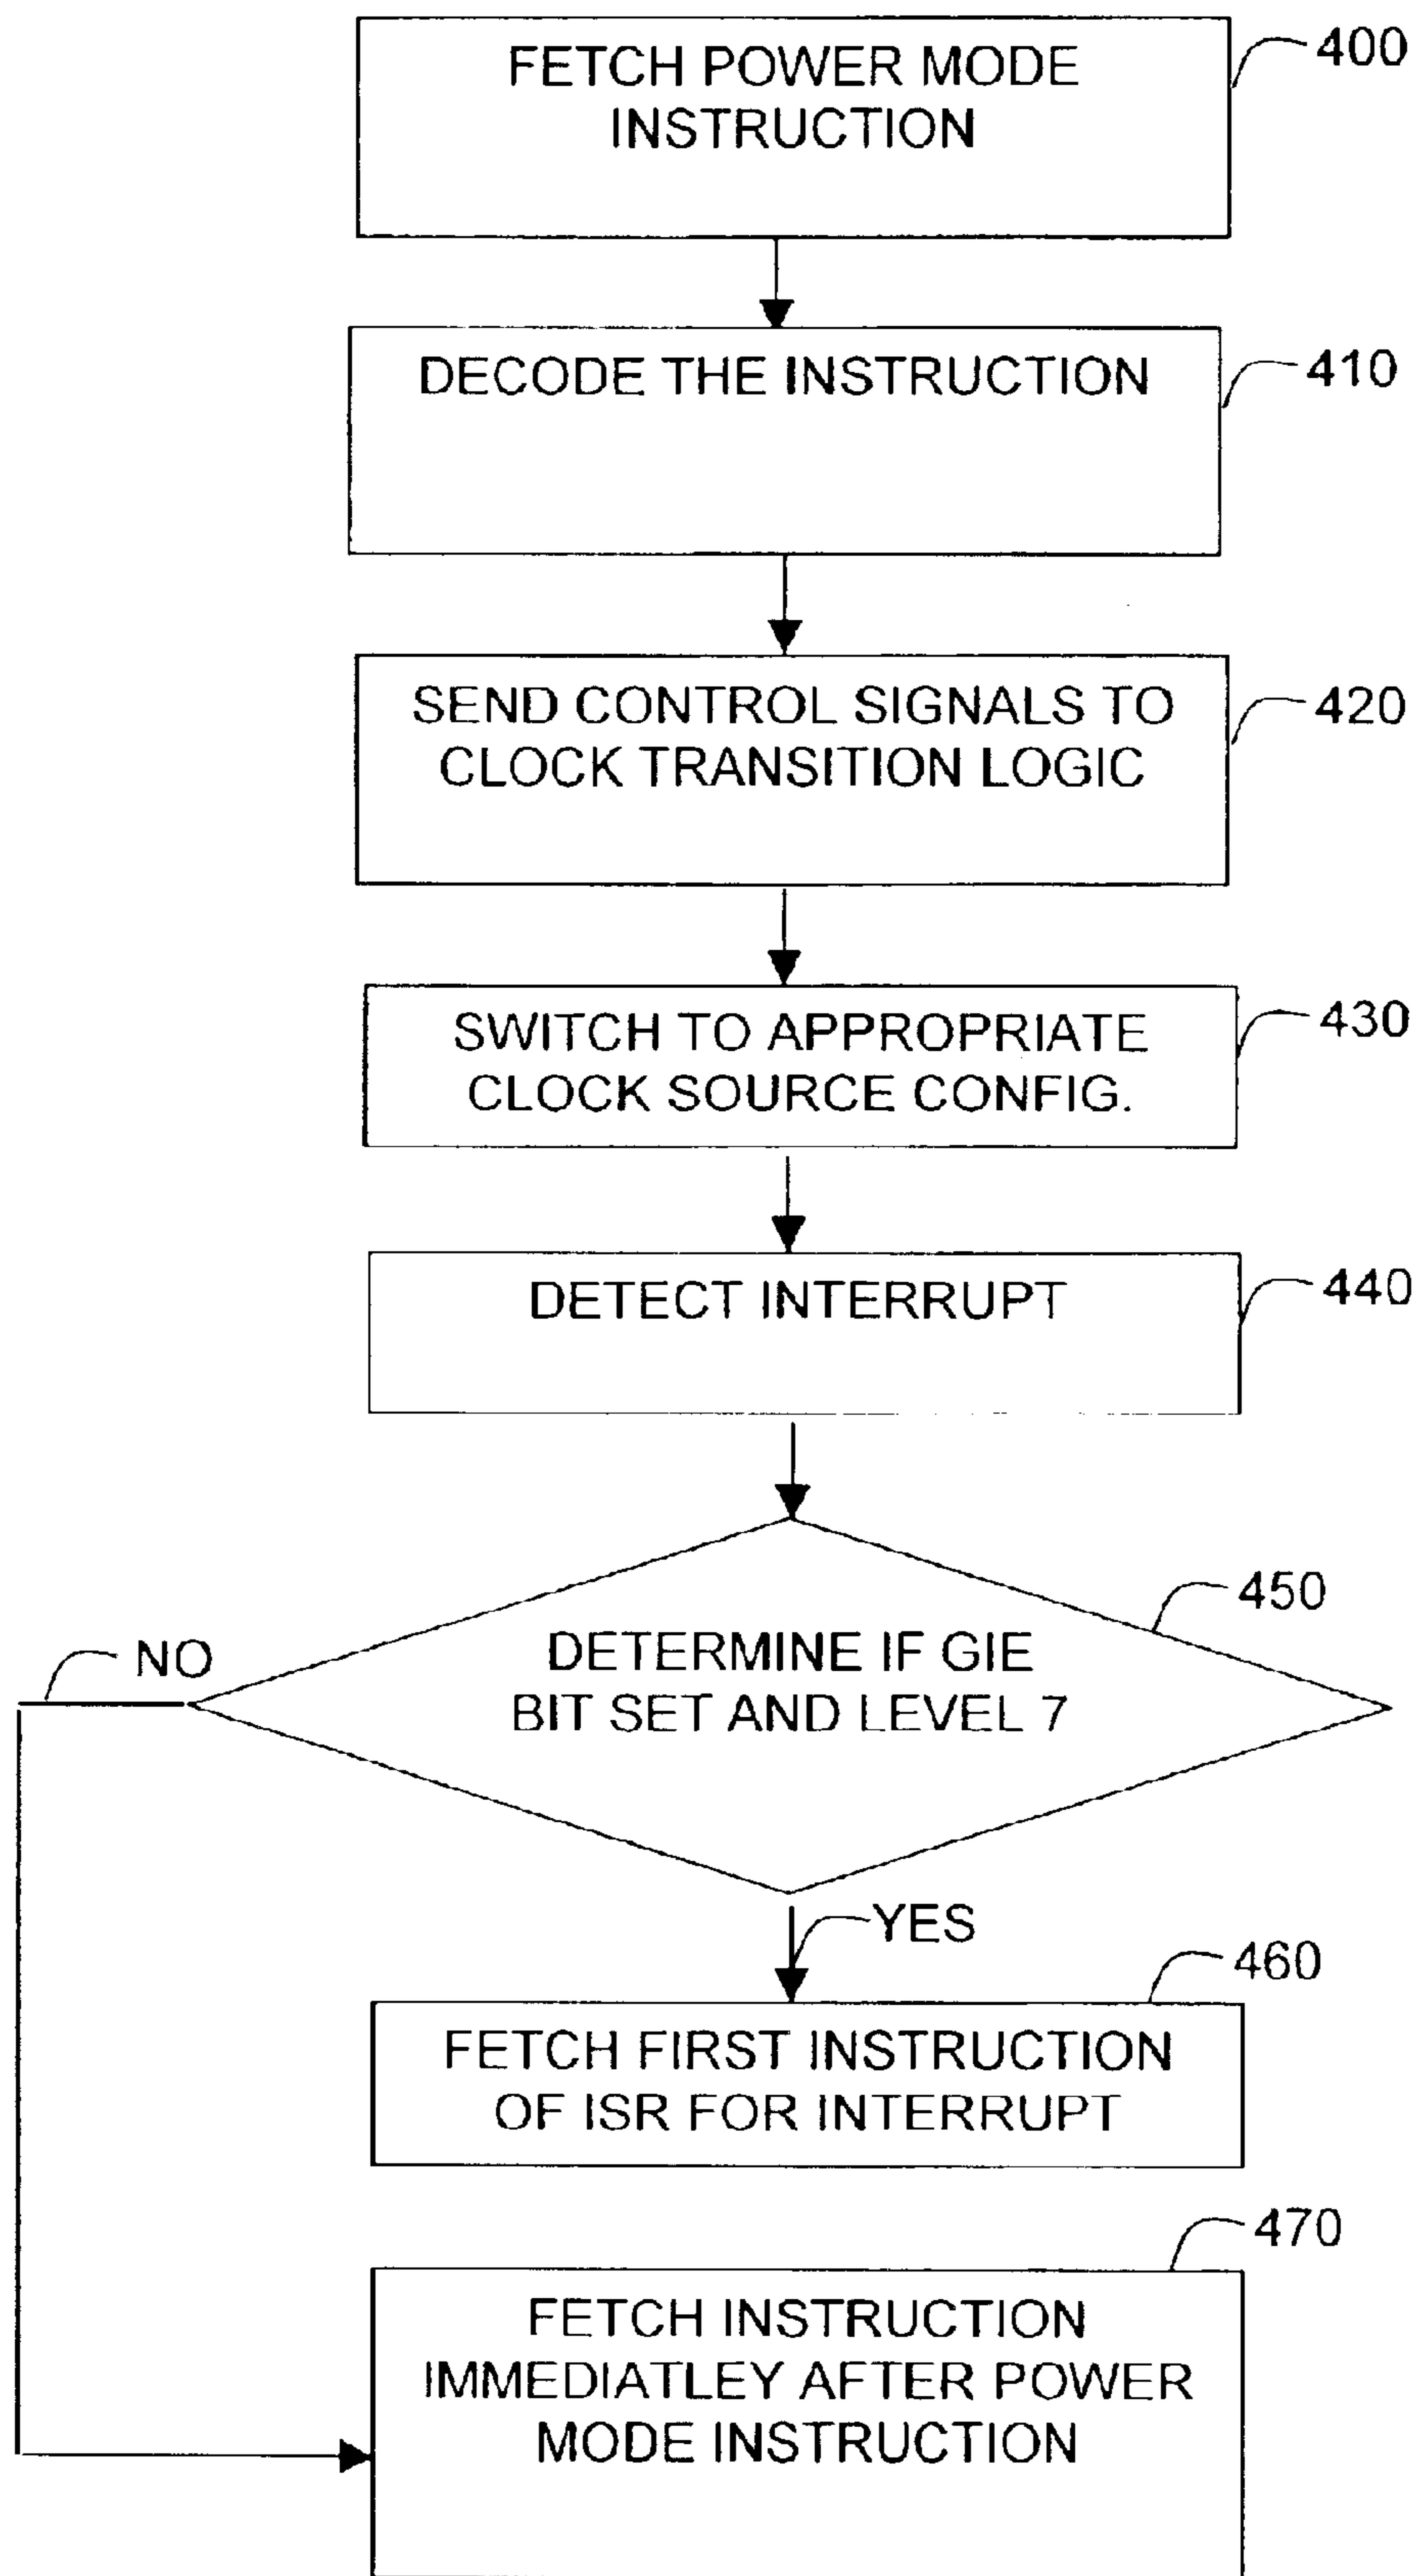 FETCH POWER MODE
INSTRUCTION
400
DECODE THE INSTRUCTION
410
SEND CONTROL SIGNALS TO
CLOCK TRANSITION LOGIC
420
SWITCH TO APPROPRIATE
CLOCK SOURCE CONFIG.
430
DETECT INTERRUPT
440
450
DETERMINE IF GIE
BIT SET AND LEVEL 7
NO
YES
460
FETCH FIRST INSTRUCTION
OF ISR FOR INTERRUPT
470
FETCH INSTRUCTION
IMMEDIATLEY AFTER POWER
MODE INSTRUCTION